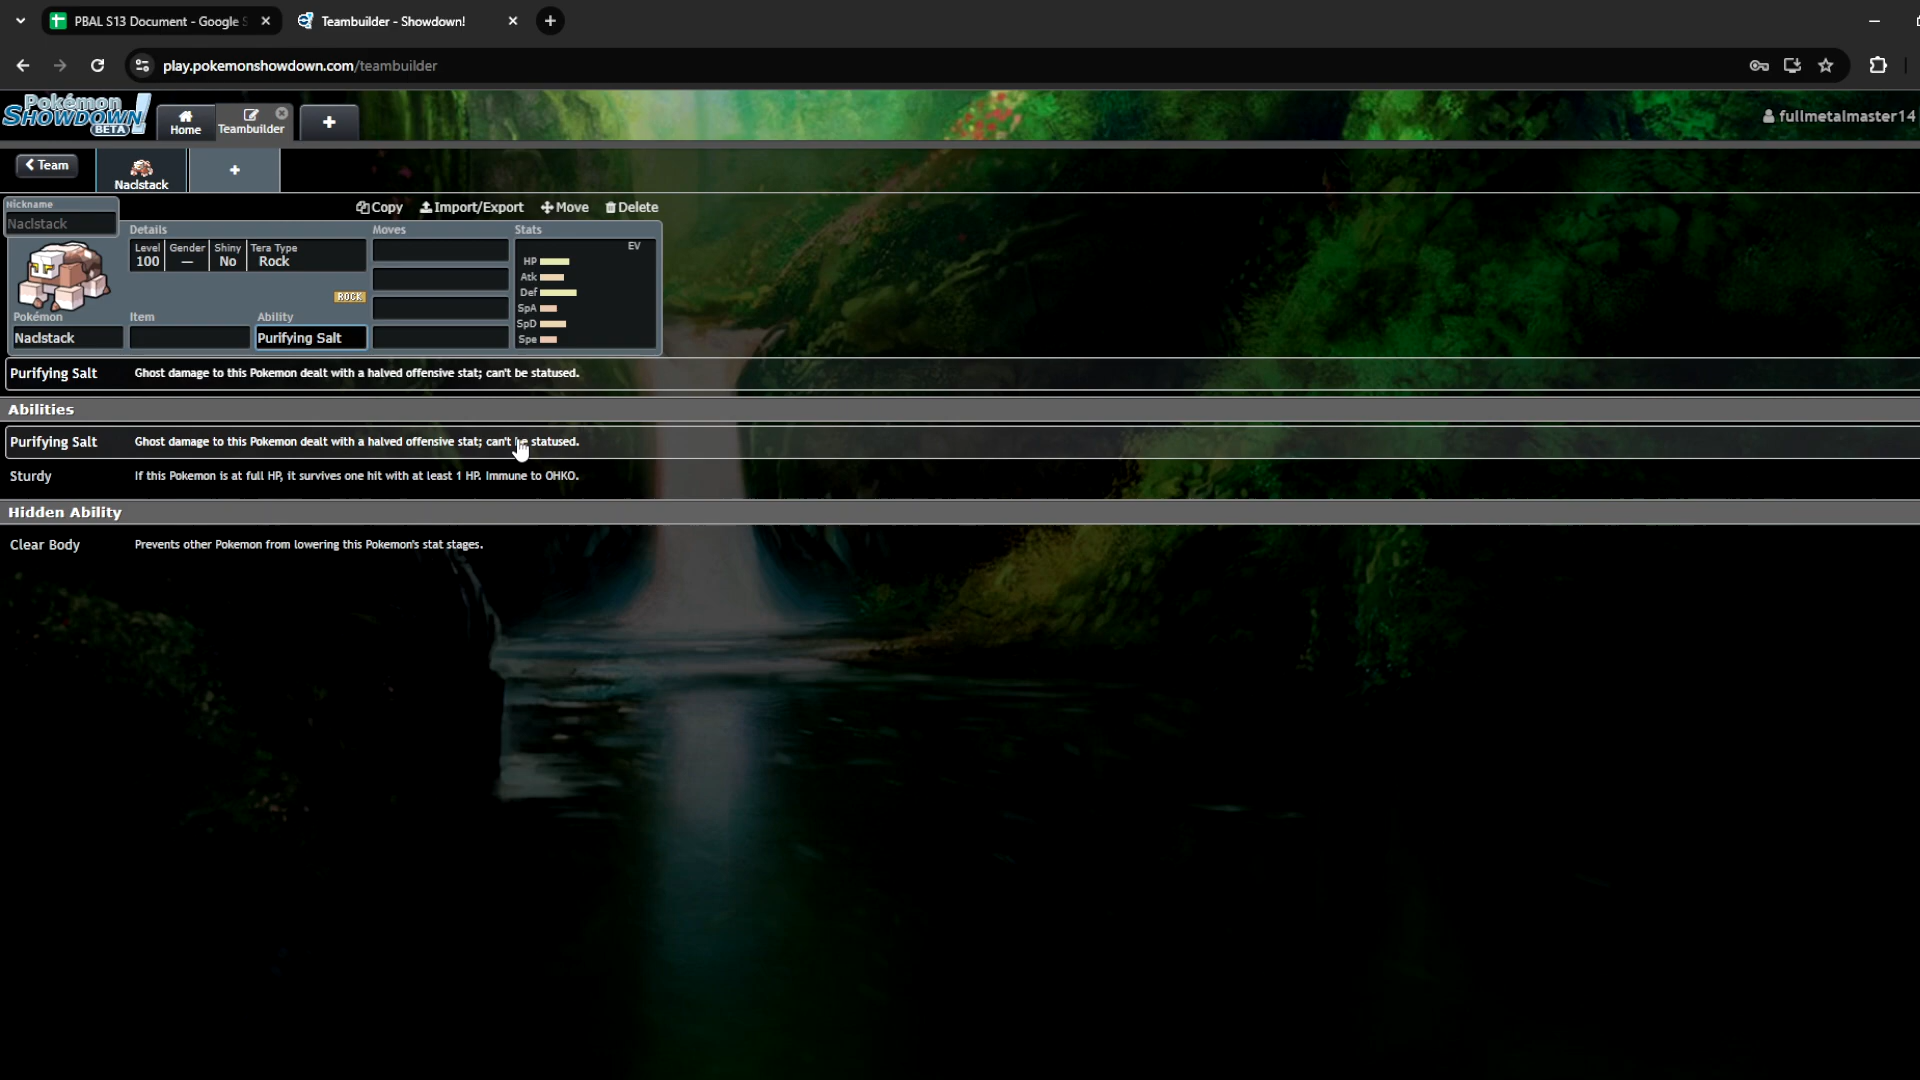 PBAL S13 Document - Google S
Teambuilder - Showdown!
play.pokemonshowdown.com/teambuilder
Pokémon
SHOWDOWN!
BETA
Home
Teambuilder
fullmetalmaster14
Team
Naclstack
Nickname
Naclstack
Copy
Import/Export
Move
Delete
Details
Moves
Stats
Level
Gender
Shiny
Tera Type
100
—
No
Rock
EV
HP
Atk
Def
SpA
SpD
Spe
ROCK
Pokémon
Item
Ability
Naclstack
Purifying Salt
Purifying Salt Ghost damage to this Pokemon dealt with a halved offensive stat; can't be statused.
Abilities
Purifying Salt Ghost damage to this Pokemon dealt with a halved offensive stat; can't be statused.
Sturdy If this Pokemon is at full HP, it survives one hit with at least 1 HP. Immune to OHKO.
Hidden Ability
Clear Body Prevents other Pokemon from lowering this Pokemon's stat stages.